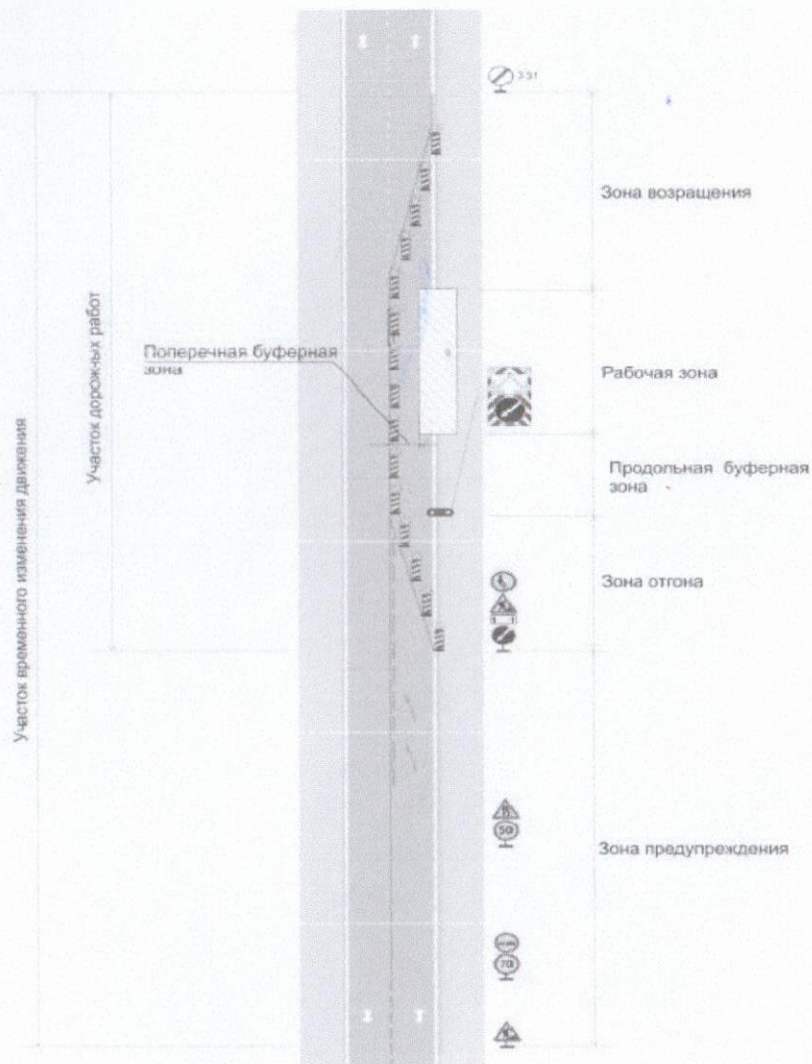 3.31
Зона возращения
Участок дорожных работ
Поперечная буферная
зона
Рабочая зона
Участок временного изменения движения
Продольная буферная
зона
Зона отгона
50
Зона предупреждения
70